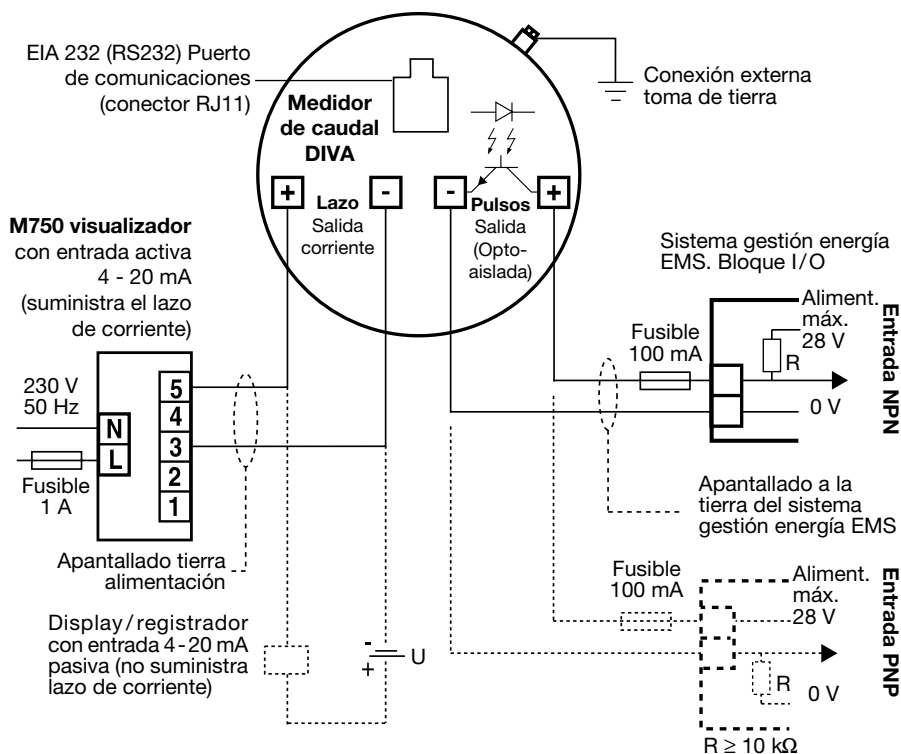 EIA 232 (RS232) Puerto
de comunicaciones
(conector RJ11)
Medidor
de caudal
DIVA
Conexión externa
toma de tierra
+
-
-
+
Lazo
Salida
corriente
Pulsos
Salida
(Opto-
aislada)
M750 visualizador
con entrada activa
4 - 20 mA
(suministra el lazo
de corriente)
230 V
50 Hz
N
L
Fusible
1 A
5
4
3
2
1
Apantallado tierra
alimentación
Display/registrador
con entrada 4-20 mA
pasiva (no suministra
lazo de corriente)
-
+
U
Sistema gestión energía
EMS. Bloque I/O
Fusible
100 mA
Aliment.
máx.
28 V
R
0 V
Entrada NPN
Apantallado a la
tierra del sistema
gestión energía EMS
Fusible
100 mA
Aliment.
máx.
28 V
R
0 V
Entrada PNP
R ≥ 10 kΩ